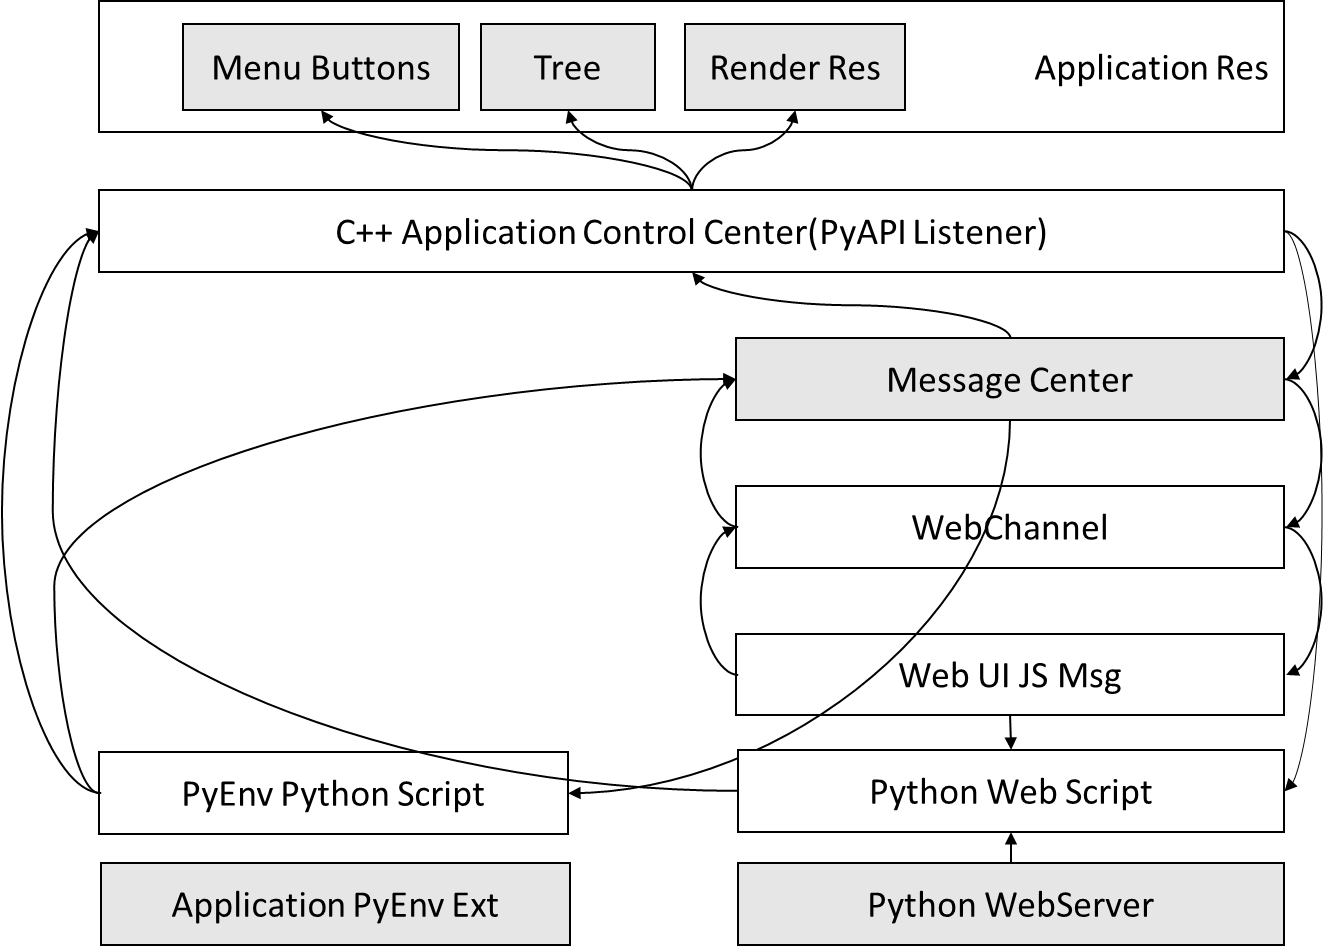 Menu Buttons
Tree
Render Res
Application Res
C++ Application Control Center(PyAPI Listener)
Message Center
WebChannel
Web UI JS Msg
PyEnv Python Script
Python Web Script
Application PyEnv Ext
Python WebServer